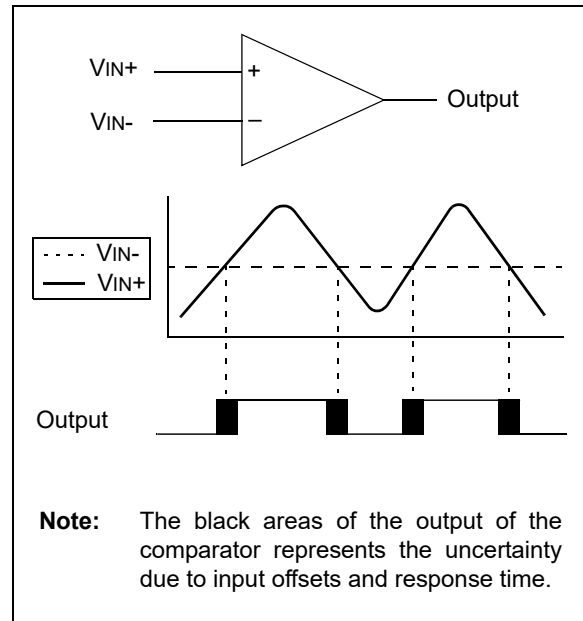 VIN+
+
Output
VIN-
–
VIN-
VIN+
Output
Note: The black areas of the output of the
comparator represents the uncertainty
due to input offsets and response time.